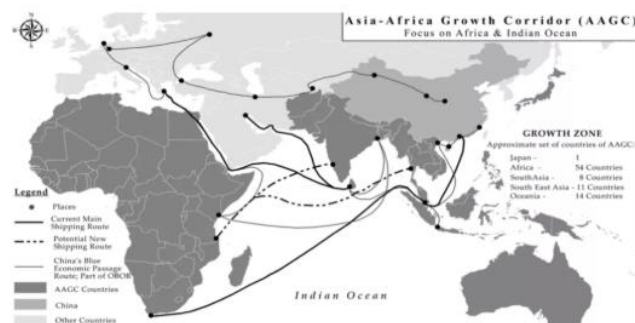 Asia-Africa Growth Corridor (AAGC)
Focus on Africa & Indian Ocean
GROWTH ZONE
Approximate set of countries of AAGC:
Japan - 1
Africa - 54 Countries
SouthAsia - 8 Countries
South East Asia - 11 Countries
Oceania - 14 Countries
Legend
Places
Current Main
Shipping Route
Potential New
Shipping Route
China's Blue
Economic Passage
Route; Part of OBOR
AAGC Countries
China
Other Countries
Indian Ocean